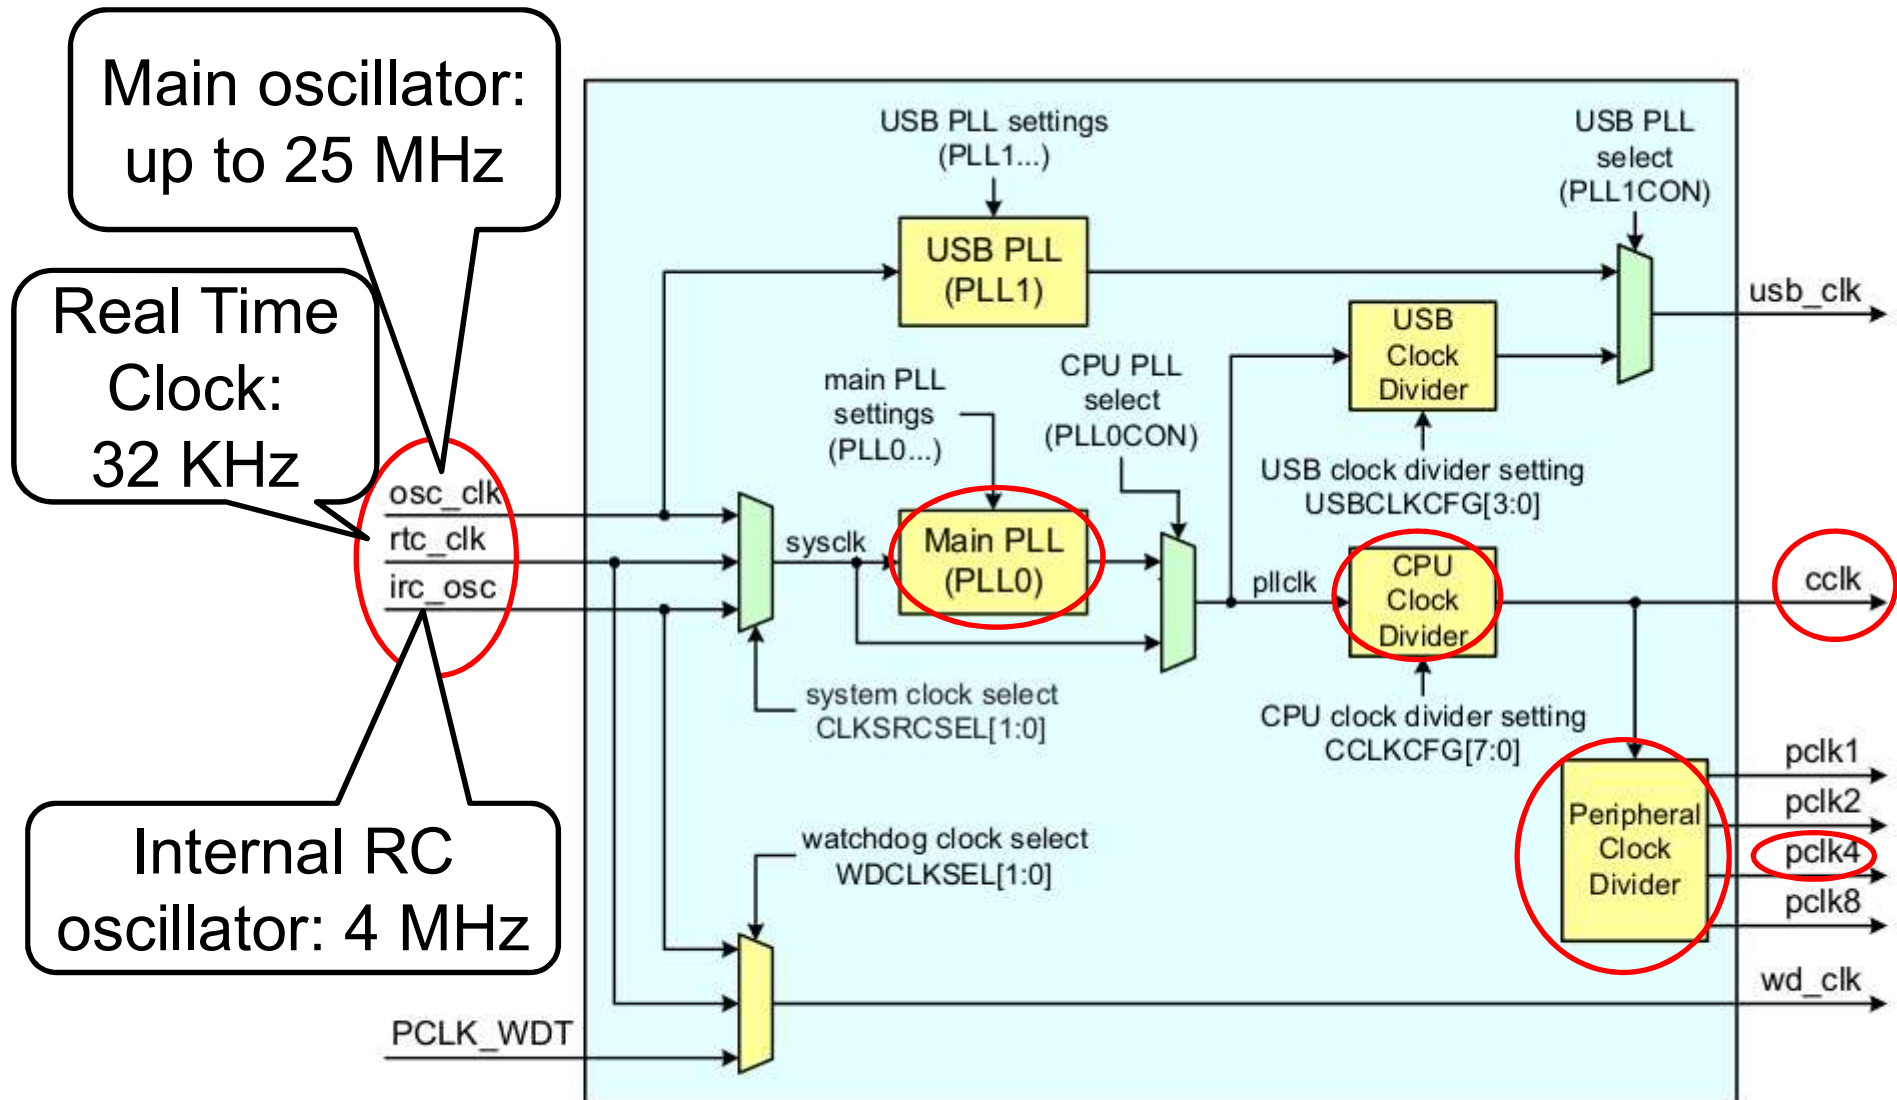 Main oscillator:
up to 25 MHz
Real Time
Clock:
32 KHz
osc_clk
rtc_clk
irc_osc
Internal RC
oscillator: 4 MHz
PCLK_WDT
USB PLL settings
(PLL1...)
USB PLL
(PLL1)
USB PLL
select
(PLL1CON)
usb_clk
USB
Clock
Divider
USB clock divider setting
USBCLKCFG[3:0]
main PLL
settings
(PLL0...)
CPU PLL
select
(PLL0CON)
sysclk
Main PLL
(PLL0)
pllclk
CPU
Clock
Divider
cclk
system clock select
CLKSRCSEL[1:0]
CPU clock divider setting
CCLKCFG[7:0]
Peripheral
Clock
Divider
pclk1
pclk2
pclk4
pclk8
watchdog clock select
WDCLKSEL[1:0]
wd_clk